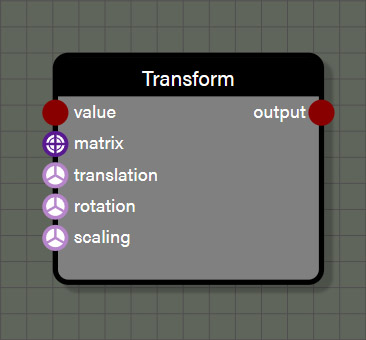 Transform
value output
matrix
translation
rotation
scaling